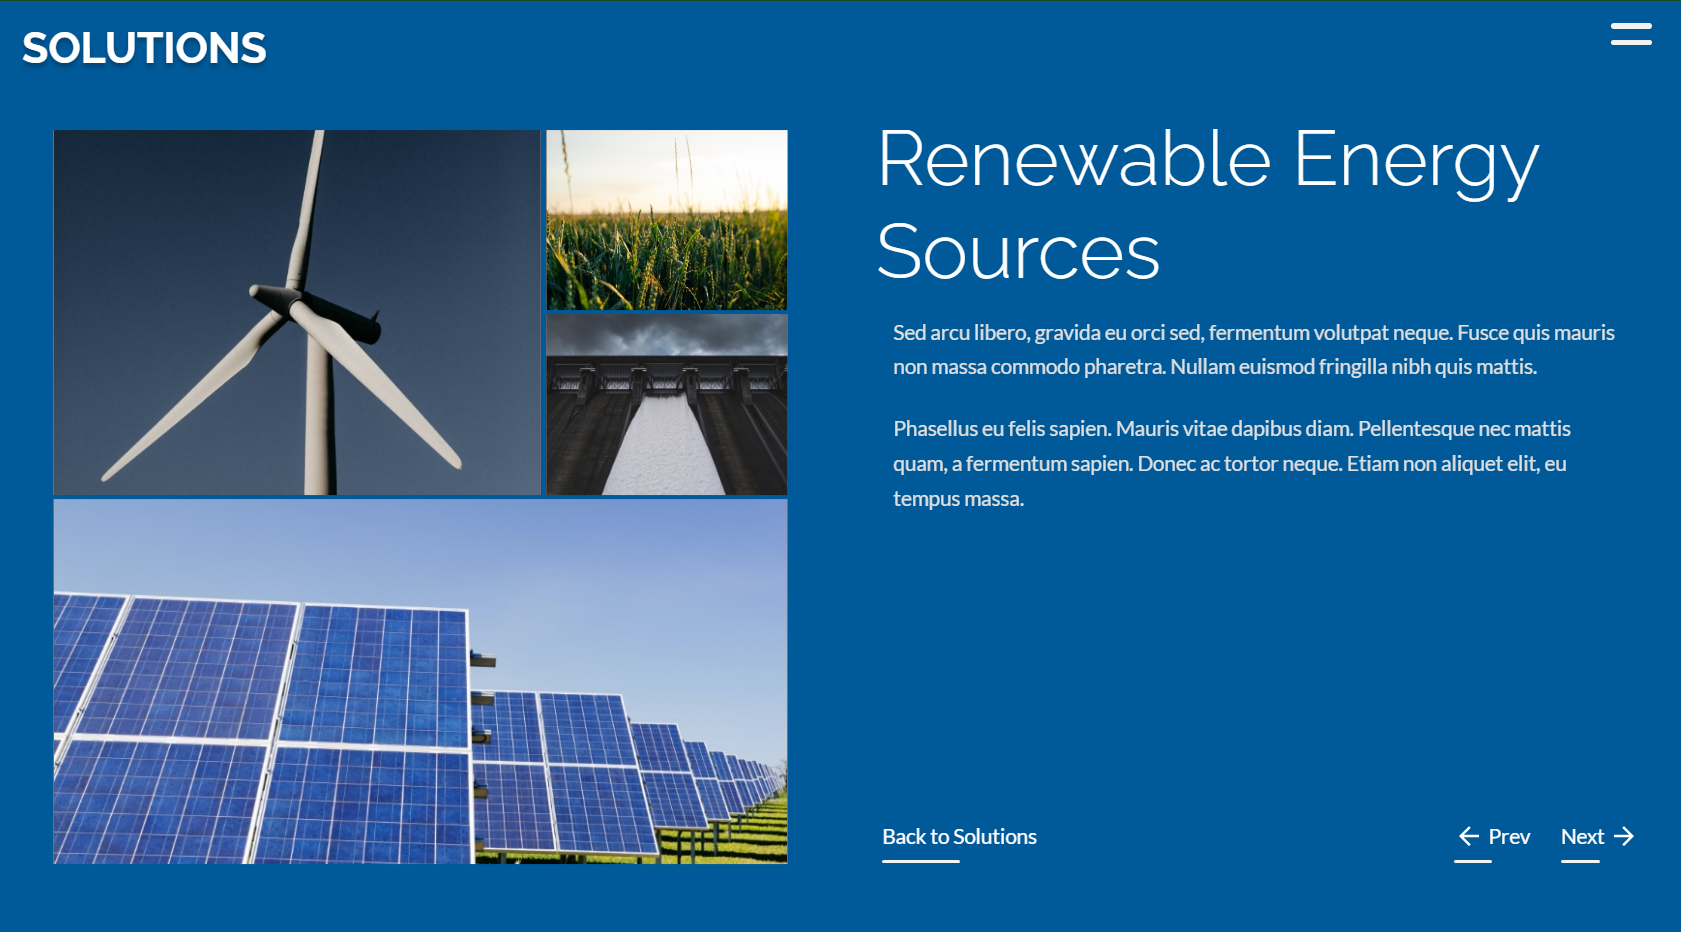 SOLUTIONS
Renewable Energy
Sources
Sed arcu libero, gravida eu orci sed, fermentum volutpat neque. Fusce quis mauris
non massa commodo pharetra. Nullam euismod fringilla nibh quis mattis.
Phasellus eu felis sapien. Mauris vitae dapibus diam. Pellentesque nec mattis
quam, a fermentum sapien. Donec ac tortor neque. Etiam non aliquet elit, eu
tempus massa.
Back to Solutions
Prev
Next